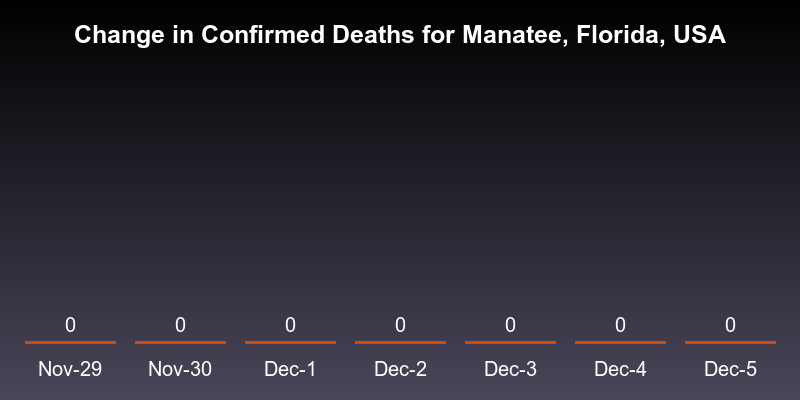 Change in Confirmed Deaths for Manatee, Florida, USA
0 0 0 0 0 0 0
Nov-29 Nov-30 Dec-1 Dec-2 Dec-3 Dec-4 Dec-5